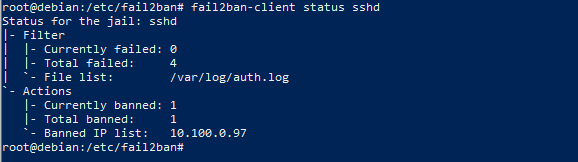 root@debian:/etc/fail2ban# fail2ban-client status sshd
Status for the jail: sshd
|- Filter
|  |- Currently failed: 0
|  |- Total failed:     4
|  `- File list:        /var/log/auth.log
`- Actions
   |- Currently banned: 1
   |- Total banned:     1
   `- Banned IP list:   10.100.0.97
root@debian:/etc/fail2ban#